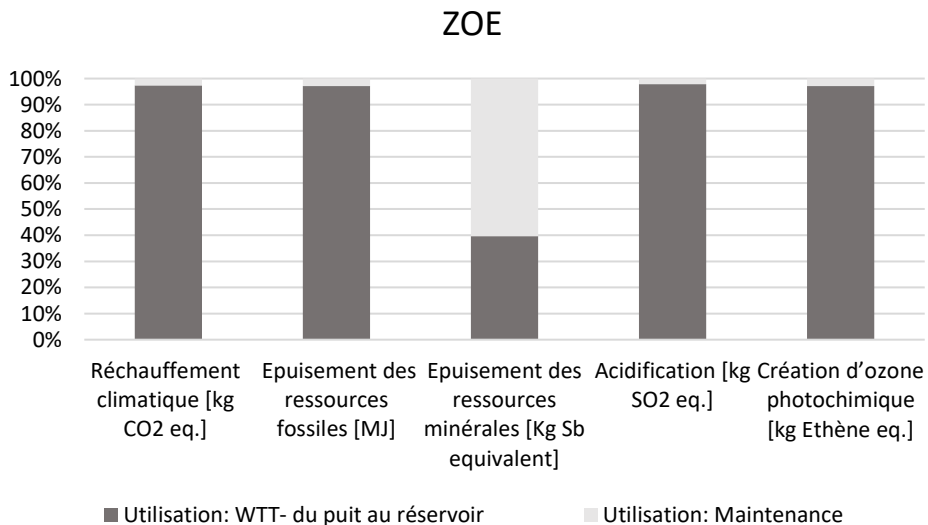 ZOE
100%
90%
80%
70%
60%
50%
40%
30%
20%
10%
0%
Réchauffement
climatique [kg
CO2 eq.]
Epuisement des
ressources
fossiles [MJ]
Epuisement des
ressources
minérales [Kg Sb
equivalent]
Acidification [kg
SO2 eq.]
Création d’ozone
photochimique
[kg Ethène eq.]
Utilisation: WTT- du puit au réservoir
Utilisation: Maintenance